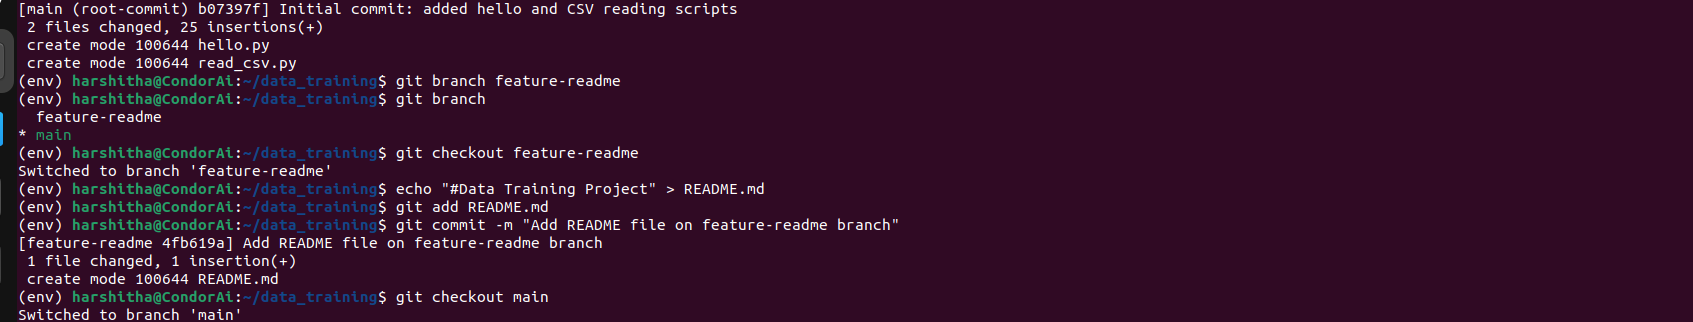 [main (root-commit) b07397f] Initial commit: added hello and CSV reading scripts
 2 files changed, 25 insertions(+)
 create mode 100644 hello.py
 create mode 100644 read_csv.py
(env) harshitha@CondorAi:~/data_training$ git branch feature-readme
(env) harshitha@CondorAi:~/data_training$ git branch
  feature-readme
* main
(env) harshitha@CondorAi:~/data_training$ git checkout feature-readme
Switched to branch 'feature-readme'
(env) harshitha@CondorAi:~/data_training$ echo "#Data Training Project" > README.md
(env) harshitha@CondorAi:~/data_training$ git add README.md
(env) harshitha@CondorAi:~/data_training$ git commit -m "Add README file on feature-readme branch"
[feature-readme 4fb619a] Add README file on feature-readme branch
 1 file changed, 1 insertion(+)
 create mode 100644 README.md
(env) harshitha@CondorAi:~/data_training$ git checkout main
Switched to branch 'main'